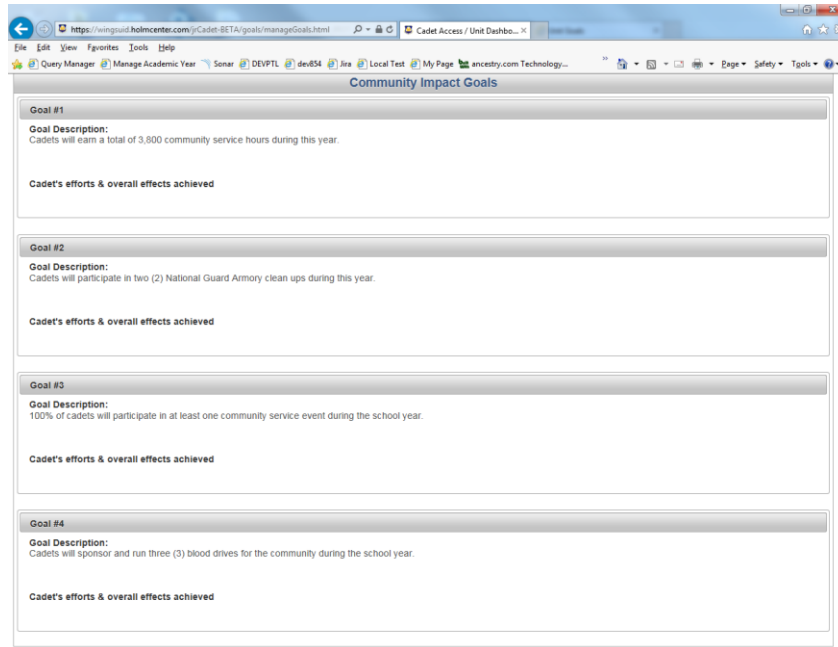 https://wingsuid.holmcenter.com/jrCadet-BETA/goals/manageGoals.html
Cadet Access / Unit Dashbo...
File Edit View Favorites Tools Help
Query Manager Manage Academic Year Sonar DEVPTL dev854 Jira Local Test My Page ancestry.com Technology... Page Safety Tools
Community Impact Goals
Goal #1
Goal Description:
Cadets will earn a total of 3,800 community service hours during this year.
Cadet's efforts & overall effects achieved
Goal #2
Goal Description:
Cadets will participate in two (2) National Guard Armory clean ups during this year.
Cadet's efforts & overall effects achieved
Goal #3
Goal Description:
100% of cadets will participate in at least one community service event during the school year.
Cadet's efforts & overall effects achieved
Goal #4
Goal Description:
Cadets will sponsor and run three (3) blood drives for the community during the school year.
Cadet's efforts & overall effects achieved